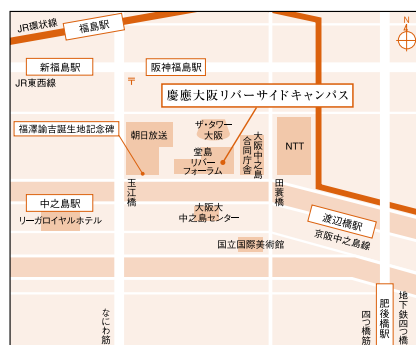 JR環状線
福島駅
N
新福島駅
阪神福島駅
JR東西線
〒
慶應大阪リバーサイドキャンパス
福澤諭吉誕生地記念碑
朝日放送
ザ・タワー
大阪
堂島
リバー
フォーラム
大阪中之島
合同庁舎
NTT
玉江橋
田蓑橋
中之島駅
リーガロイヤルホテル
大阪大
中之島センター
渡辺橋駅
京阪中之島線
国立国際美術館
なにわ筋
四つ橋筋
肥後橋駅
地下鉄四つ橋